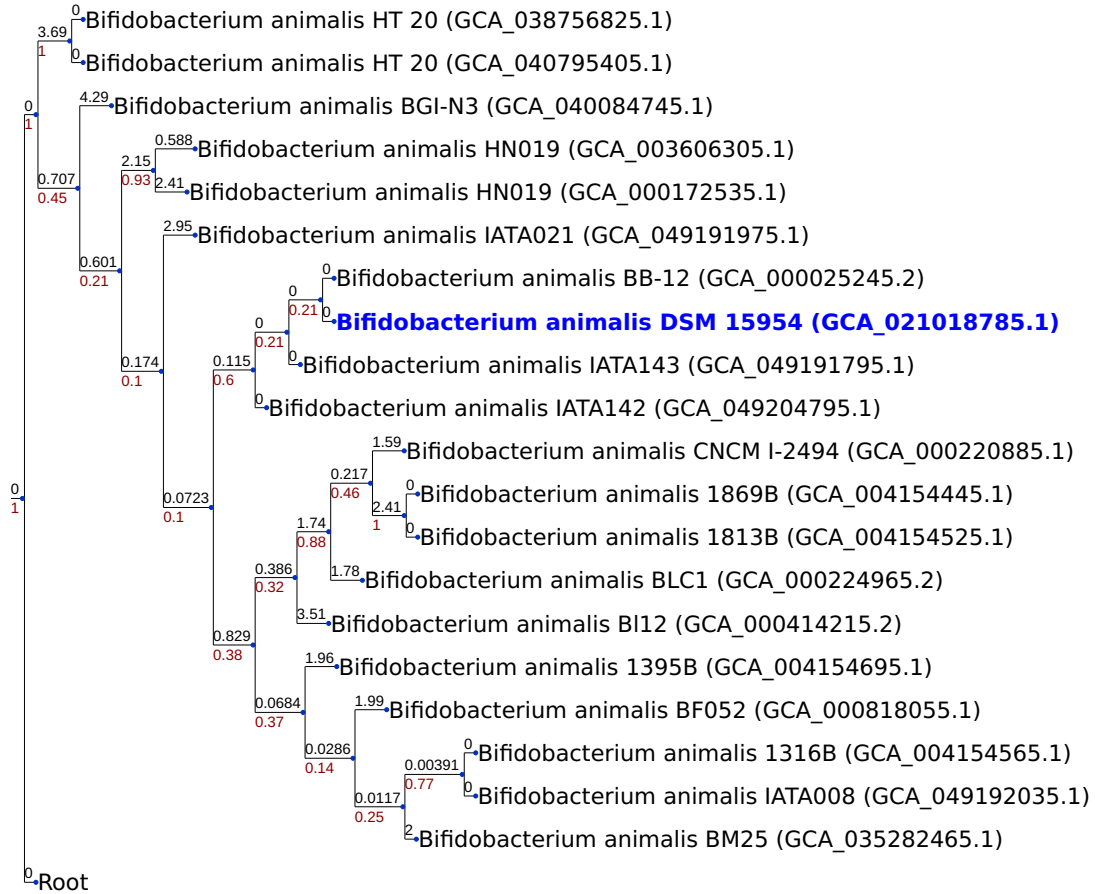 0
Bifidobacterium animalis HT 20 (GCA_038756825.1)
3.69
1
0
Bifidobacterium animalis HT 20 (GCA_040795405.1)
4.29
Bifidobacterium animalis BGI-N3 (GCA_040084745.1)
0
1
0.588
Bifidobacterium animalis HN019 (GCA_003606305.1)
2.15
0.93
0.707
0.45
2.41
Bifidobacterium animalis HN019 (GCA_000172535.1)
2.95
Bifidobacterium animalis IATA021 (GCA_049191975.1)
0.601
0.21
0
Bifidobacterium animalis BB-12 (GCA_000025245.2)
0
0.21
0
Bifidobacterium animalis DSM 15954 (GCA_021018785.1)
0
0.21
0
Bifidobacterium animalis IATA143 (GCA_049191795.1)
0.174
0.1
0.115
0.6
0
Bifidobacterium animalis IATA142 (GCA_049204795.1)
1.59
Bifidobacterium animalis CNCM I-2494 (GCA_000220885.1)
0.217
0.46
0
Bifidobacterium animalis 1869B (GCA_004154445.1)
0
1
0.0723
0.1
2.41
1
0
Bifidobacterium animalis 1813B (GCA_004154525.1)
1.74
0.88
1.78
Bifidobacterium animalis BLC1 (GCA_000224965.2)
0.386
0.32
3.51
Bifidobacterium animalis Bl12 (GCA_000414215.2)
0.829
0.38
1.96
Bifidobacterium animalis 1395B (GCA_004154695.1)
0.0684
0.37
1.99
Bifidobacterium animalis BF052 (GCA_000818055.1)
0.0286
0.14
0
Bifidobacterium animalis 1316B (GCA_004154565.1)
0.00391
0.77
0
Bifidobacterium animalis IATA008 (GCA_049192035.1)
0.0117
0.25
2
Bifidobacterium animalis BM25 (GCA_035282465.1)
0
Root